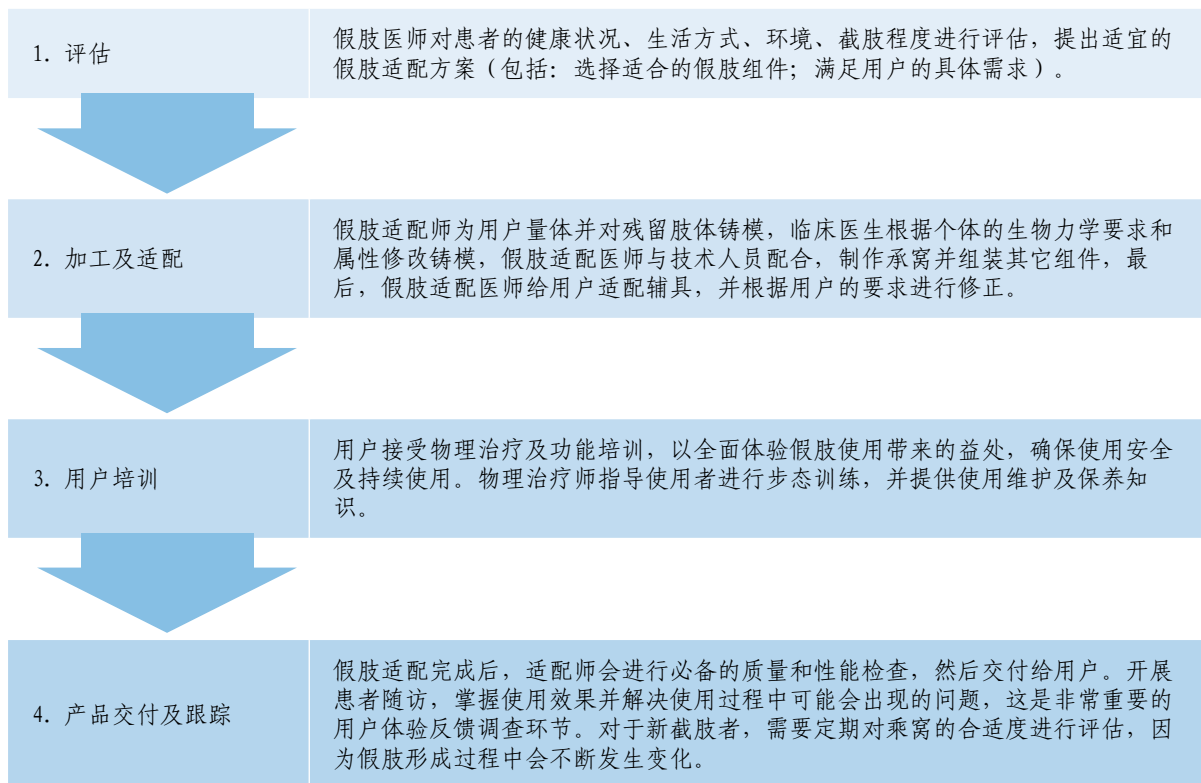 1. 评估
假肢医师对患者的健康状况、生活方式、环境、截肢程度进行评估，提出适宜的
假肢适配方案（包括：选择适合的假肢组件；满足用户的具体需求）。
2. 加工及适配
假肢适配师为用户量体并对残留肢体铸模，临床医生根据个体的生物力学要求和
属性修改铸模，假肢适配医师与技术人员配合，制作承窝并组装其它组件，最
后，假肢适配医师给用户适配辅具，并根据用户的要求进行修正。
3. 用户培训
用户接受物理治疗及功能培训，以全面体验假肢使用带来的益处，确保使用安全
及持续使用。物理治疗师指导使用者进行步态训练，并提供使用维护及保养知
识。
4. 产品交付及跟踪
假肢适配完成后，适配师会进行必备的质量和性能检查，然后交付给用户。开展
患者随访，掌握使用效果并解决使用过程中可能会出现的问题，这是非常重要的
用户体验反馈调查环节。对于新截肢者，需要定期对乘窝的合适度进行评估，因
为假肢形成过程中会不断发生变化。